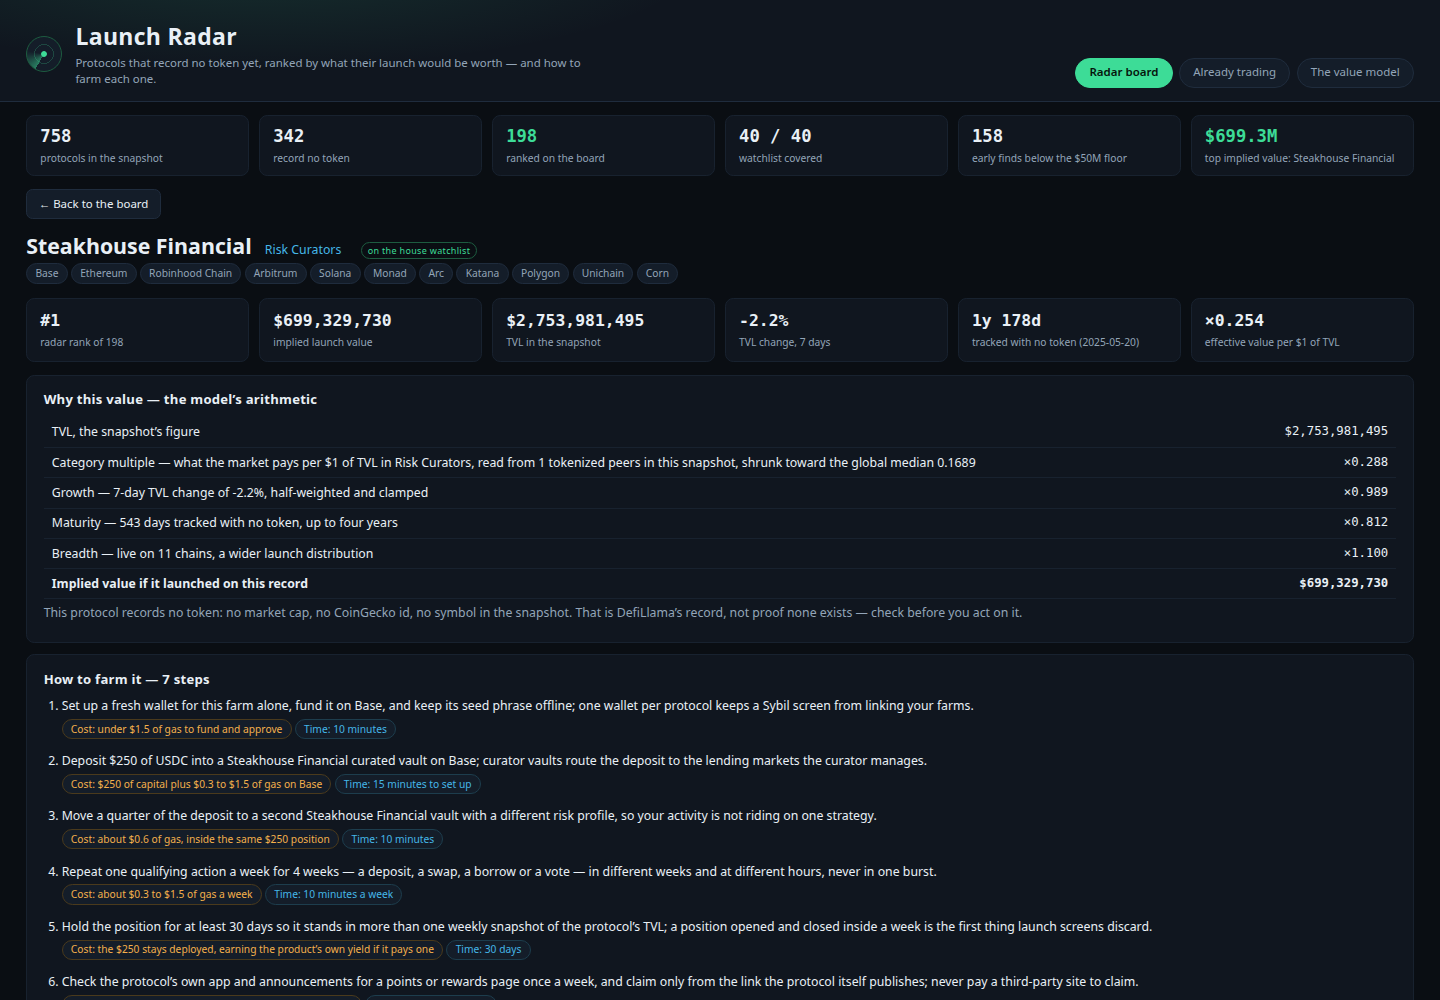 Launch Radar
Protocols that record no token yet, ranked by what their launch would be worth — and how to
farm each one.
Radar board
Already trading
The value model
758
protocols in the snapshot
342
record no token
198
ranked on the board
40 / 40
watchlist covered
158
early finds below the $50M floor
$699.3M
top implied value: Steakhouse Financial
← Back to the board
Steakhouse Financial Risk Curators on the house watchlist
Base Ethereum Robinhood Chain Arbitrum Solana Monad Arc Katana Polygon Unichain Corn
#1
radar rank of 198
$699,329,730
implied launch value
$2,753,981,495
TVL in the snapshot
-2.2%
TVL change, 7 days
1y 178d
tracked with no token (2025-05-20)
×0.254
effective value per $1 of TVL
Why this value — the model’s arithmetic
TVL, the snapshot’s figure $2,753,981,495
Category multiple — what the market pays per $1 of TVL in Risk Curators, read from 1 tokenized peers in this snapshot, shrunk toward the global median 0.1689 ×0.288
Growth — 7-day TVL change of -2.2%, half-weighted and clamped ×0.989
Maturity — 543 days tracked with no token, up to four years ×0.812
Breadth — live on 11 chains, a wider launch distribution ×1.100
Implied value if it launched on this record $699,329,730
This protocol records no token: no market cap, no CoinGecko id, no symbol in the snapshot. That is DefiLlama’s record, not proof none exists — check before you act on it.
How to farm it — 7 steps
1. Set up a fresh wallet for this farm alone, fund it on Base, and keep its seed phrase offline; one wallet per protocol keeps a Sybil screen from linking your farms.
Cost: under $1.5 of gas to fund and approve Time: 10 minutes
2. Deposit $250 of USDC into a Steakhouse Financial curated vault on Base; curator vaults route the deposit to the lending markets the curator manages.
Cost: $250 of capital plus $0.3 to $1.5 of gas on Base Time: 15 minutes to set up
3. Move a quarter of the deposit to a second Steakhouse Financial vault with a different risk profile, so your activity is not riding on one strategy.
Cost: about $0.6 of gas, inside the same $250 position Time: 10 minutes
4. Repeat one qualifying action a week for 4 weeks — a deposit, a swap, a borrow or a vote — in different weeks and at different hours, never in one burst.
Cost: about $0.3 to $1.5 of gas a week Time: 10 minutes a week
5. Hold the position for at least 30 days so it stands in more than one weekly snapshot of the protocol’s TVL; a position opened and closed inside a week is the first thing launch screens discard.
Cost: the $250 stays deployed, earning the product’s own yield if it pays one Time: 30 days
6. Check the protocol’s own app and announcements for a points or rewards page once a week, and claim only from the link the protocol itself publishes; never pay a third-party site to claim.